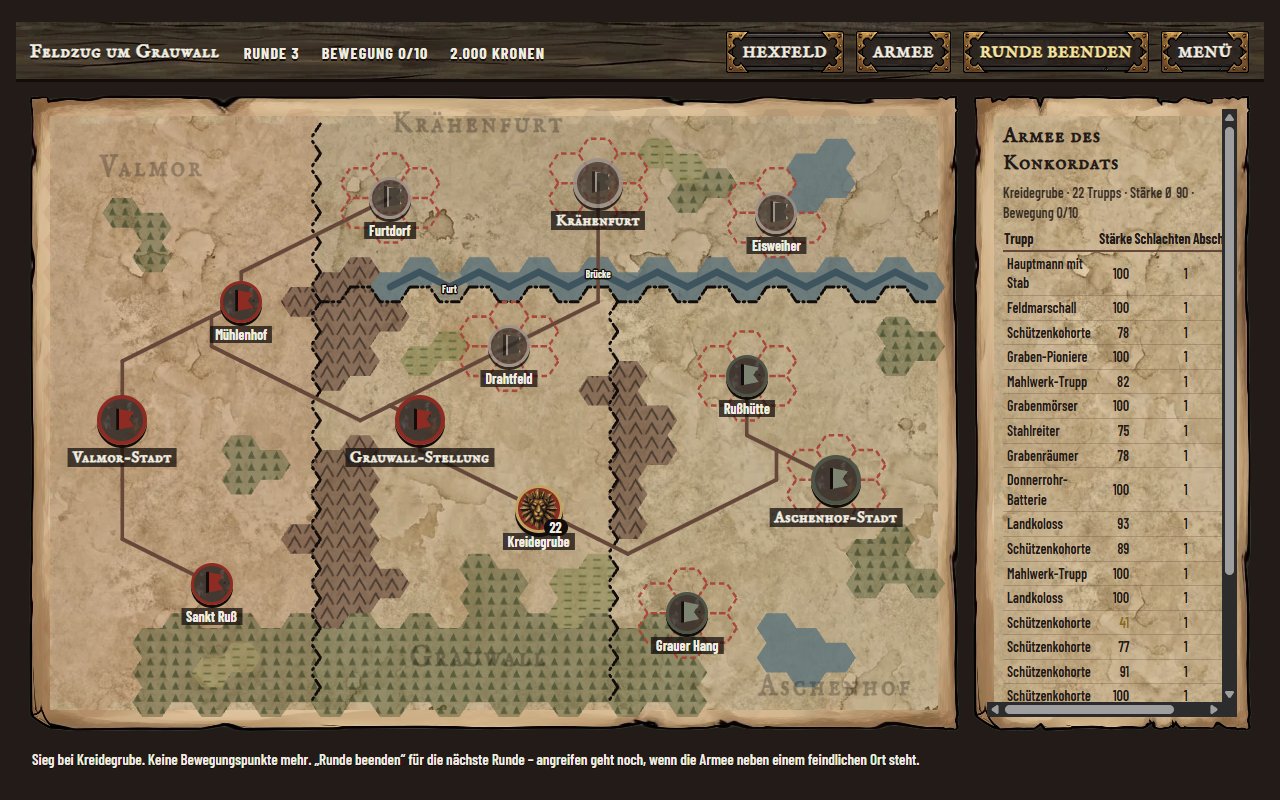 Feldzug um Grauwall RUNDE 3 BEWEGUNG 0/10 2.000 KRONEN
HEXFELD ARMEE RUNDE BEENDEN MENÜ
Krähenfurt
Valmor
Furtdorf
Krähenfurt
Eisweiher
Brücke
Furt
Mühlenhof
Drahtfeld
Rußhütte
Valmor-Stadt
Grauwall-Stellung
Aschenhof-Stadt
22
Kreidegrube
Sankt Ruß
Grauer Hang
Grauwall
Aschenhof
Armee des
Konkordats
Kreidegrube · 22 Trupps · Stärke Ø 90 ·
Bewegung 0/10
Trupp Stärke Schlachten Absch
Hauptmann mit
Stab 100 1
Feldmarschall 100 1
Schützenkohorte 78 1
Graben-Pioniere 100 1
Mahlwerk-Trupp 82 1
Grabenmörser 100 1
Stahlreiter 75 1
Grabenräumer 78 1
Donnerrohr-
Batterie 100 1
Landkoloss 93 1
Schützenkohorte 89 1
Mahlwerk-Trupp 100 1
Landkoloss 100 1
Schützenkohorte 41 1
Schützenkohorte 77 1
Schützenkohorte 91 1
Schützenkohorte 100 1
Sieg bei Kreidegrube. Keine Bewegungspunkte mehr. „Runde beenden“ für die nächste Runde – angreifen geht noch, wenn die Armee neben einem feindlichen Ort steht.